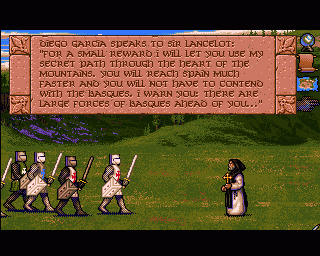 Diego Garcia speaks to Sir Lancelot:
"For a small reward i will let you use my
secret path through the heart of the
mountains. You will reach Spain much
faster and you will not have to contend
with the Basques. i warn you: there are
large forces of Basques ahead of you..."